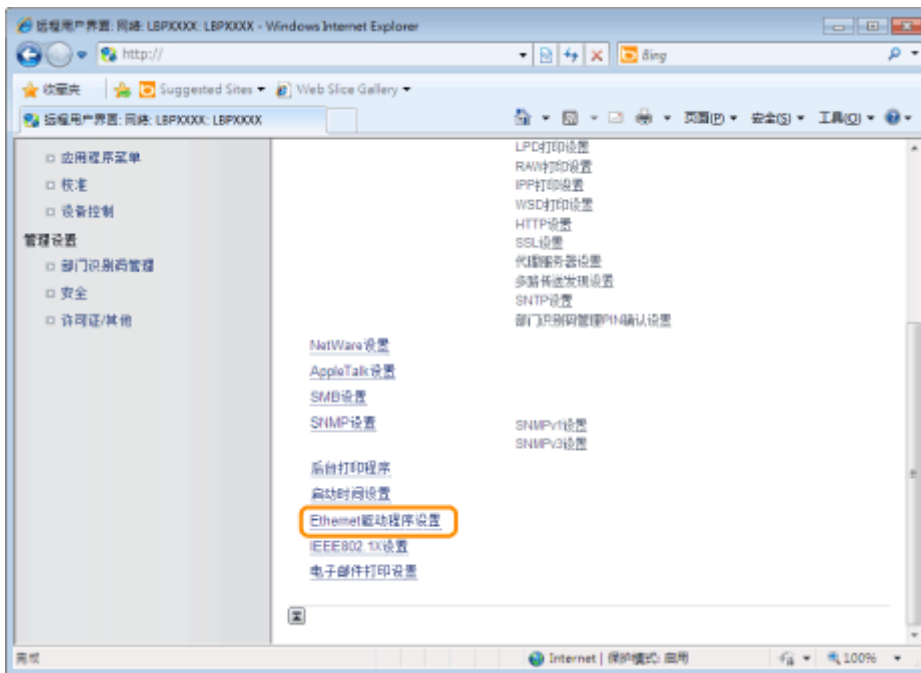 远程用户界面: 网络: LBPXXXX: LBPXXXX - Windows Internet Explorer
http://
Bing
收藏夹 Suggested Sites Web Slice Gallery
远程用户界面: 网络: LBPXXXX: LBPXXXX
页面(P) 安全(S) 工具(O)
应用程序菜单
校准
设备控制
管理设置
部门识别码管理
安全
许可证/其他
LPD打印设置
RAW打印设置
IPP打印设置
WSD打印设置
HTTP设置
SSL设置
代理服务器设置
多路传送发现设置
SNTP设置
部门识别码管理PIN确认设置
NetWare设置
AppleTalk设置
SMB设置
SNMP设置
SNMPv1设置
SNMPv3设置
后台打印程序
启动时间设置
Ethernet驱动程序设置
IEEE802.1X设置
电子邮件打印设置
完成
Internet | 保护模式: 启用
100%